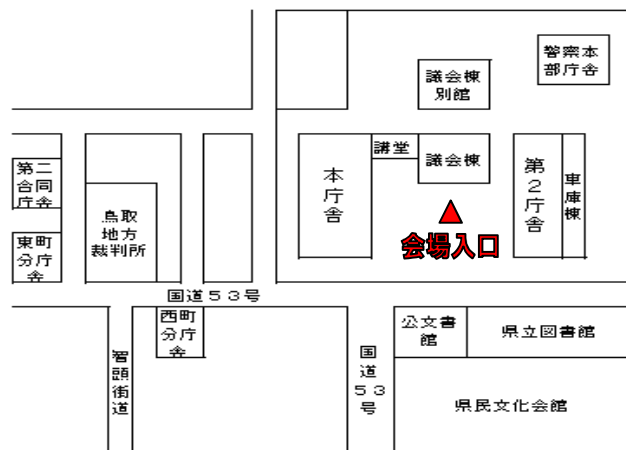 警察本
部庁舎
議会棟
別館
講堂
議会棟
本庁舎
第2庁舎
車庫棟
第二
合同
庁舎
鳥取
地方
裁判所
東町
分庁
舎
会場入口
国道53号
西町
分庁
舎
公文書
館
県立図書館
智頭街道
国道53号
県民文化会館